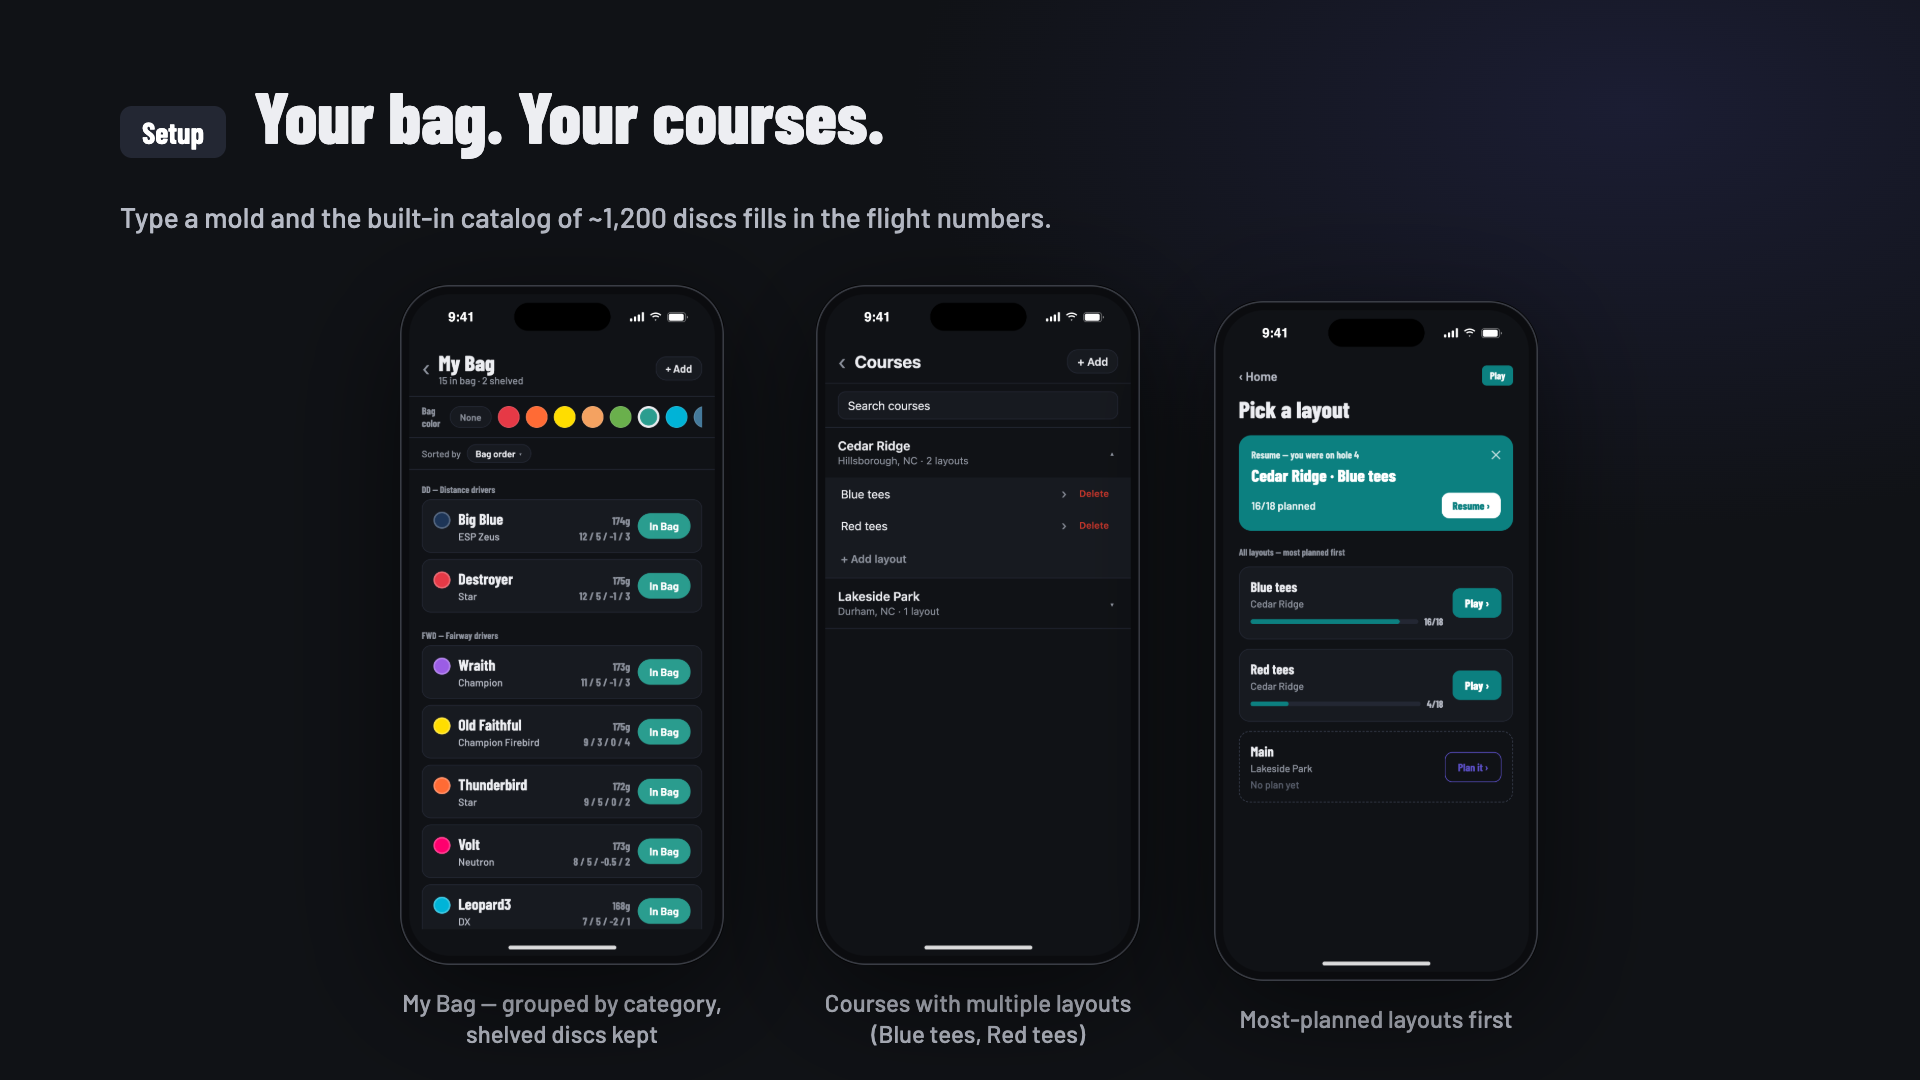 Setup
Your bag. Your courses.
Type a mold and the built-in catalog of ~1,200 discs fills in the flight numbers.
9:41
‹ My Bag
15 in bag · 2 shelved
+ Add
Bag color
None
Sorted by
Bag order
DD — Distance drivers
Big Blue
ESP Zeus
174g
12 / 5 / -1 / 3
In Bag
Destroyer
Star
175g
12 / 5 / -1 / 3
In Bag
FWD — Fairway drivers
Wraith
Champion
173g
11 / 5 / -1 / 3
In Bag
Old Faithful
Champion Firebird
175g
9 / 3 / 0 / 4
In Bag
Thunderbird
Star
172g
9 / 5 / 0 / 2
In Bag
Volt
Neutron
173g
8 / 5 / -0.5 / 2
In Bag
Leopard3
DX
168g
7 / 5 / -2 / 1
In Bag
My Bag — grouped by category,
shelved discs kept
9:41
‹ Courses
+ Add
Search courses
Cedar Ridge
Hillsborough, NC · 2 layouts
Blue tees
› Delete
Red tees
› Delete
+ Add layout
Lakeside Park
Durham, NC · 1 layout
Courses with multiple layouts
(Blue tees, Red tees)
9:41
‹ Home
Play
Pick a layout
Resume — you were on hole 4
Cedar Ridge · Blue tees
16/18 planned
Resume ›
All layouts — most planned first
Blue tees
Cedar Ridge
16/18
Play ›
Red tees
Cedar Ridge
4/18
Play ›
Main
Lakeside Park
No plan yet
Plan it ›
Most-planned layouts first